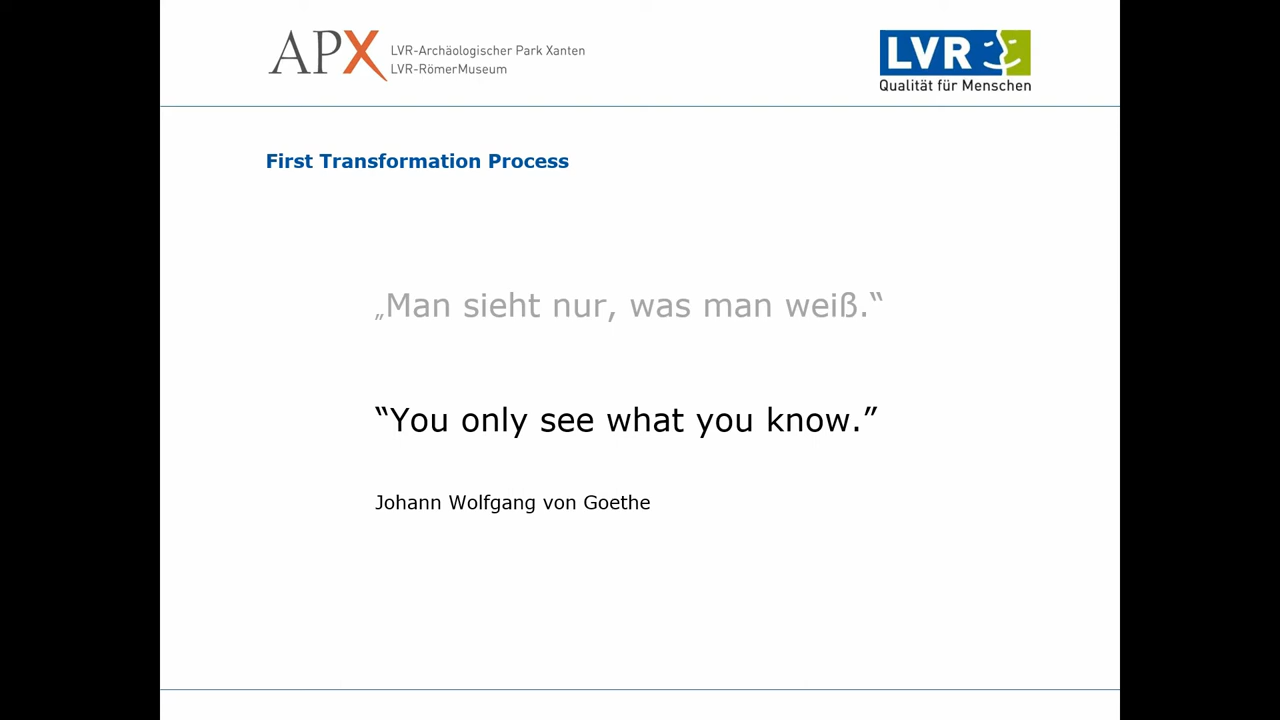 APX LVR-Archäologischer Park Xanten
LVR-RömerMuseum
LVR
Qualität für Menschen
First Transformation Process
„Man sieht nur, was man weiß.“
“You only see what you know.”
Johann Wolfgang von Goethe